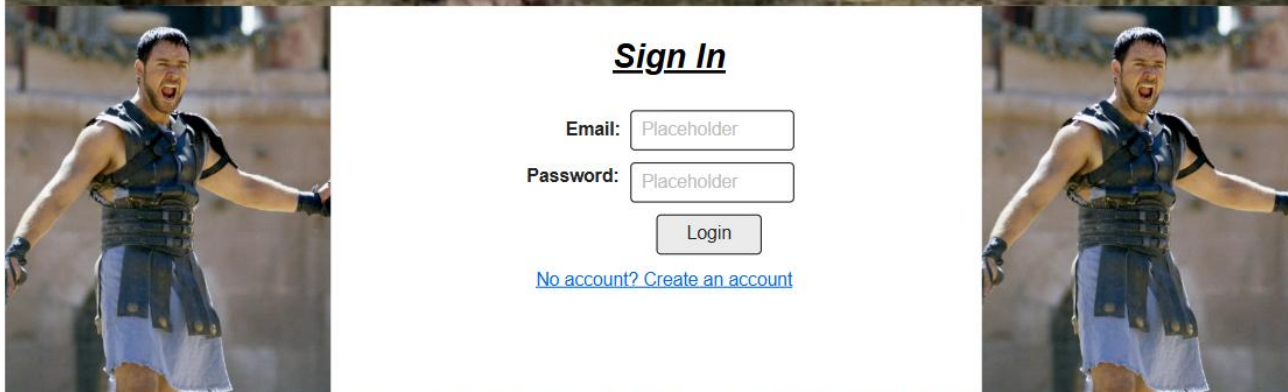 Sign In
Email: Placeholder
Password: Placeholder
Login
No account? Create an account